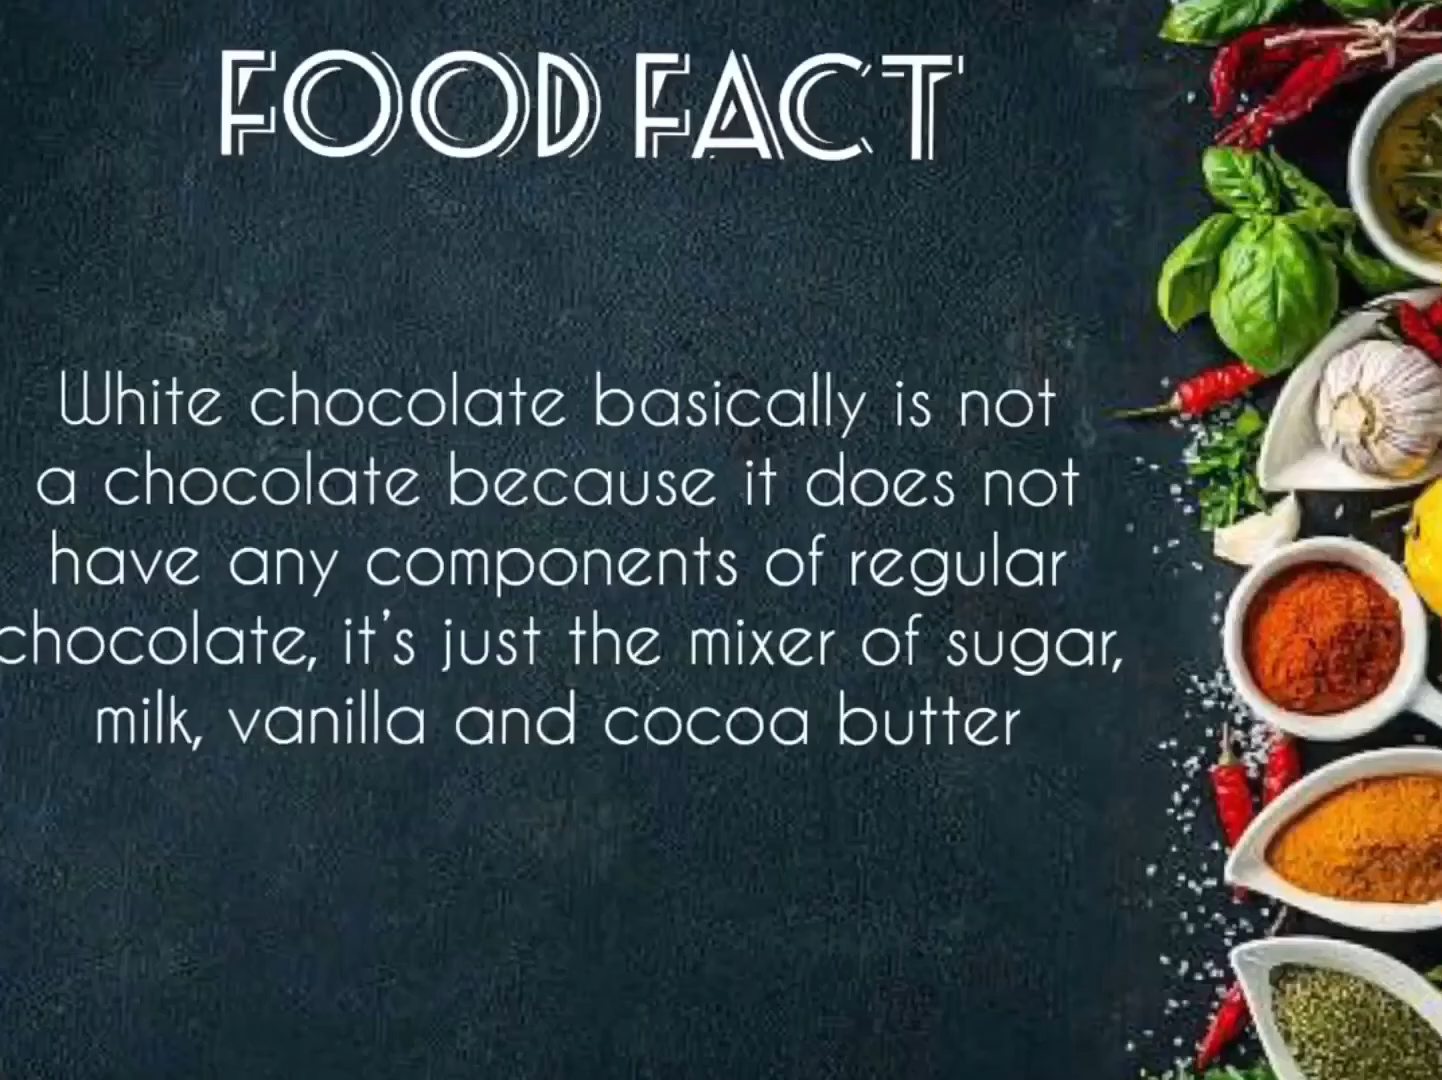 FOOD FACT
White chocolate basically is not
a chocolate because it does not
have any components of regular
chocolate, it's just the mixer of sugar,
milk, vanilla and cocoa butter